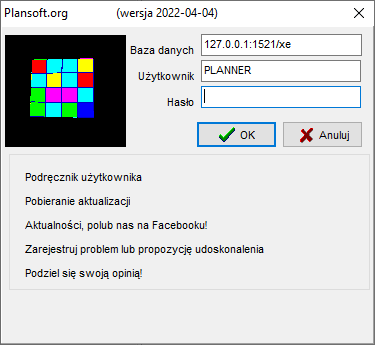 Plansoft.org (wersja 2022-04-04)
Baza danych 127.0.0.1:1521/xe
Użytkownik PLANNER
Hasło
OK Anuluj
Podręcznik użytkownika
Pobieranie aktualizacji
Aktualności, polub nas na Facebooku!
Zarejestruj problem lub propozycję udoskonalenia
Podziel się swoją opinią!